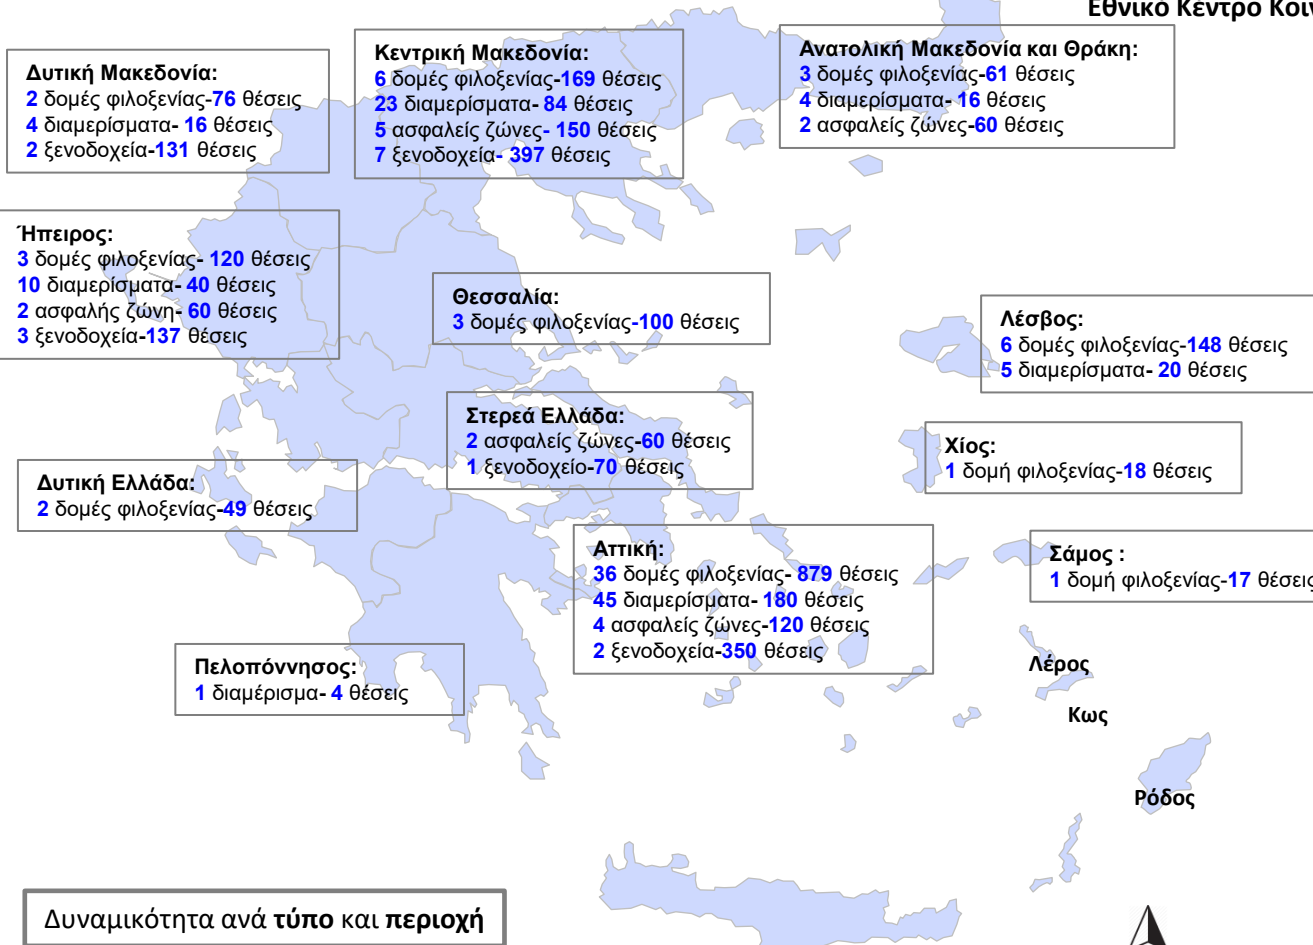 Εθνικό Κέντρο
Δυτική Μακεδονία:
2 δομές φιλοξενίας-76 θέσεις
4 διαμερίσματα- 16 θέσεις
2 ξενοδοχεία-131 θέσεις
Κεντρική Μακεδονία:
6 δομές φιλοξενίας-169 θέσεις
23 διαμερίσματα- 84 θέσεις
5 ασφαλείς ζώνες- 150 θέσεις
7 ξενοδοχεία- 397 θέσεις
Ανατολική Μακεδονία και Θράκη:
3 δομές φιλοξενίας-61 θέσεις
4 διαμερίσματα- 16 θέσεις
2 ασφαλείς ζώνες-60 θέσεις
Ήπειρος:
3 δομές φιλοξενίας- 120 θέσεις
10 διαμερίσματα- 40 θέσεις
2 ασφαλής ζώνη- 60 θέσεις
3 ξενοδοχεία-137 θέσεις
Θεσσαλία:
3 δομές φιλοξενίας-100 θέσεις
Λέσβος:
6 δομές φιλοξενίας-148 θέσεις
5 διαμερίσματα- 20 θέσεις
Στερεά Ελλάδα:
2 ασφαλείς ζώνες-60 θέσεις
1 ξενοδοχείο-70 θέσεις
Χίος:
1 δομή φιλοξενίας-18 θέσεις
Δυτική Ελλάδα:
2 δομές φιλοξενίας-49 θέσεις
Αττική:
36 δομές φιλοξενίας- 879 θέσεις
45 διαμερίσματα- 180 θέσεις
4 ασφαλείς ζώνες-120 θέσεις
2 ξενοδοχεία-350 θέσεις
Σάμος :
1 δομή φιλοξενίας-17 θέσεις
Πελοπόννησος:
1 διαμέρισμα- 4 θέσεις
Λέρος
Κως
Ρόδος
Δυναμικότητα ανά τύπο και περιοχή